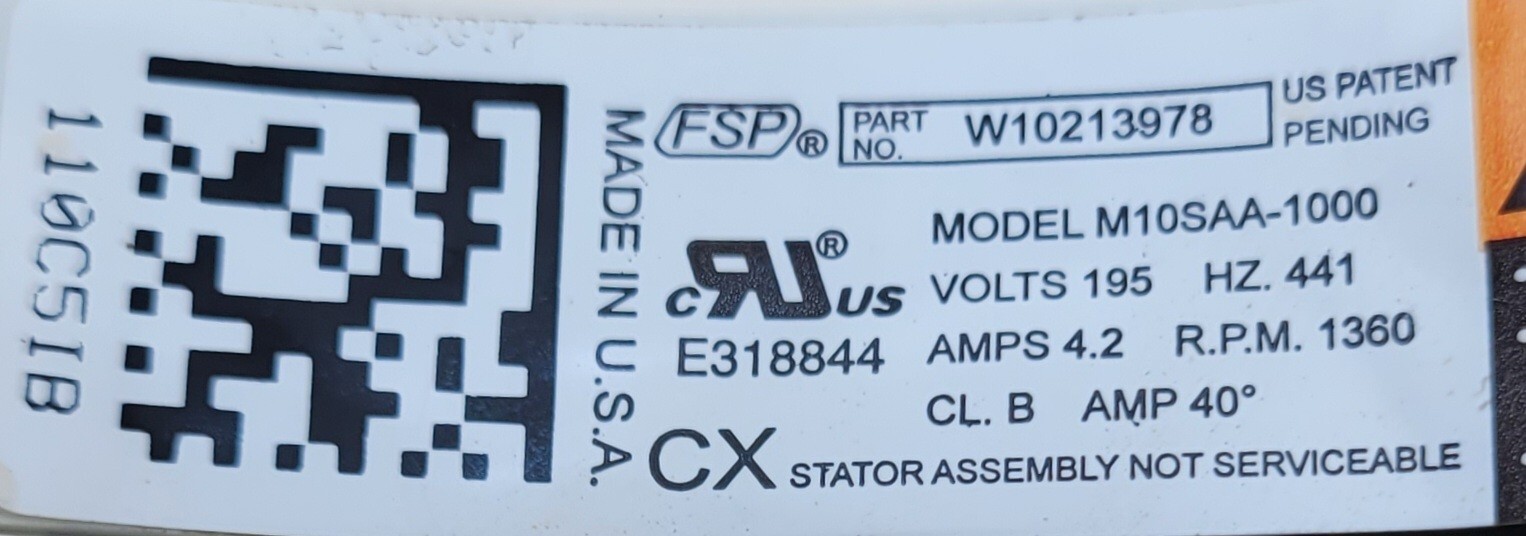 110C51B
MADE IN U.S.A.
FSP® PART NO. W10213978
US PATENT PENDING
MODEL M10SAA-1000
c RU ® US
VOLTS 195 HZ. 441
E318844
AMPS 4.2 R.P.M. 1360
CL. B AMP 40°
CX STATOR ASSEMBLY NOT SERVICEABLE